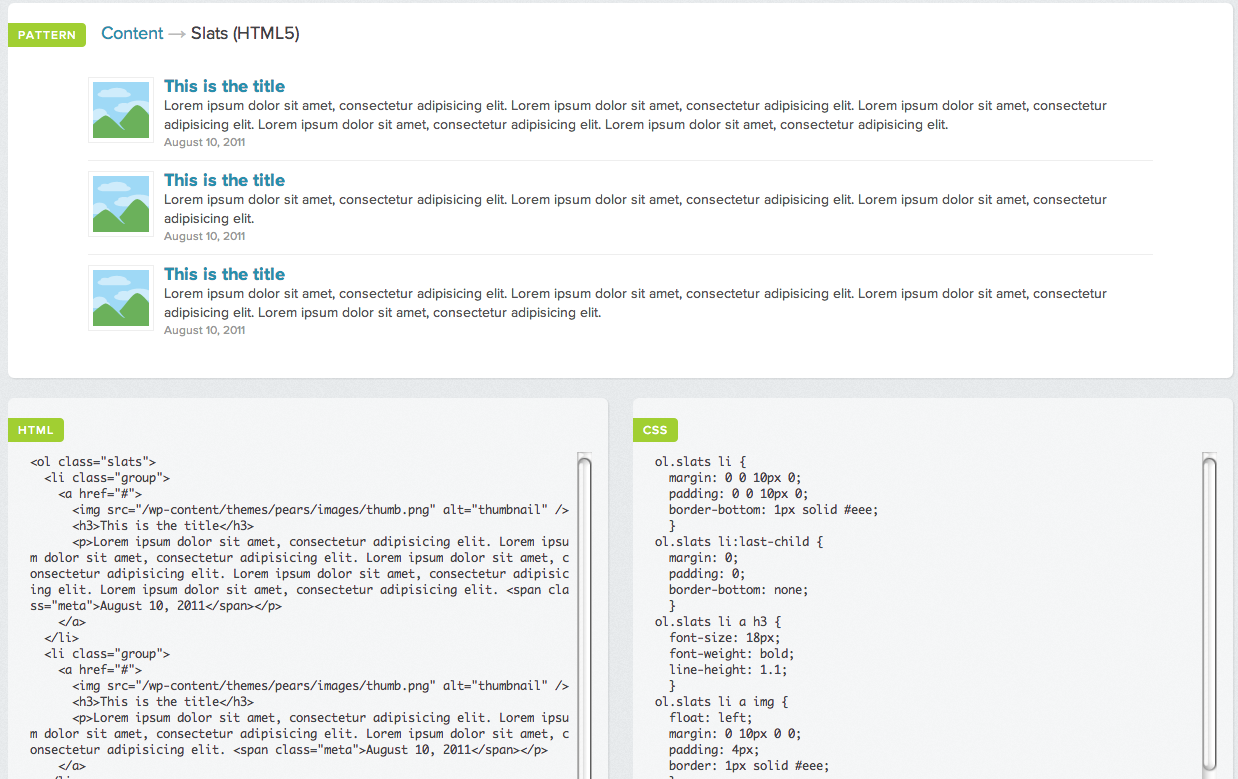 PATTERN Content → Slats (HTML5)
This is the title
Lorem ipsum dolor sit amet, consectetur adipisicing elit. Lorem ipsum dolor sit amet, consectetur adipisicing elit. Lorem ipsum dolor sit amet, consectetur
adipisicing elit. Lorem ipsum dolor sit amet, consectetur adipisicing elit. Lorem ipsum dolor sit amet, consectetur adipisicing elit.
August 10, 2011
This is the title
Lorem ipsum dolor sit amet, consectetur adipisicing elit. Lorem ipsum dolor sit amet, consectetur adipisicing elit. Lorem ipsum dolor sit amet, consectetur
adipisicing elit.
August 10, 2011
This is the title
Lorem ipsum dolor sit amet, consectetur adipisicing elit. Lorem ipsum dolor sit amet, consectetur adipisicing elit. Lorem ipsum dolor sit amet, consectetur
adipisicing elit. Lorem ipsum dolor sit amet, consectetur adipisicing elit.
August 10, 2011
HTML
<ol class="slats">
<li class="group">
<a href="#">
<img src="/wp-content/themes/pears/images/thumb.png" alt="thumbnail" />
<h3>This is the title</h3>
<p>Lorem ipsum dolor sit amet, consectetur adipisicing elit. Lorem ipsu
m dolor sit amet, consectetur adipisicing elit. Lorem ipsum dolor sit amet, c
onsectetur adipisicing elit. Lorem ipsum dolor sit amet, consectetur adipisic
ing elit. Lorem ipsum dolor sit amet, consectetur adipisicing elit. <span cla
ss="meta">August 10, 2011</span></p>
</a>
</li>
<li class="group">
<a href="#">
<img src="/wp-content/themes/pears/images/thumb.png" alt="thumbnail" />
<h3>This is the title</h3>
<p>Lorem ipsum dolor sit amet, consectetur adipisicing elit. Lorem ipsu
m dolor sit amet, consectetur adipisicing elit. Lorem ipsum dolor sit amet, c
onsectetur adipisicing elit. <span class="meta">August 10, 2011</span></p>
</a>
CSS
ol.slats li {
margin: 0 0 10px 0;
padding: 0 0 10px 0;
border-bottom: 1px solid #eee;
}
ol.slats li:last-child {
margin: 0;
padding: 0;
border-bottom: none;
}
ol.slats li a h3 {
font-size: 18px;
font-weight: bold;
line-height: 1.1;
}
ol.slats li a img {
float: left;
margin: 0 10px 0 0;
padding: 4px;
border: 1px solid #eee;